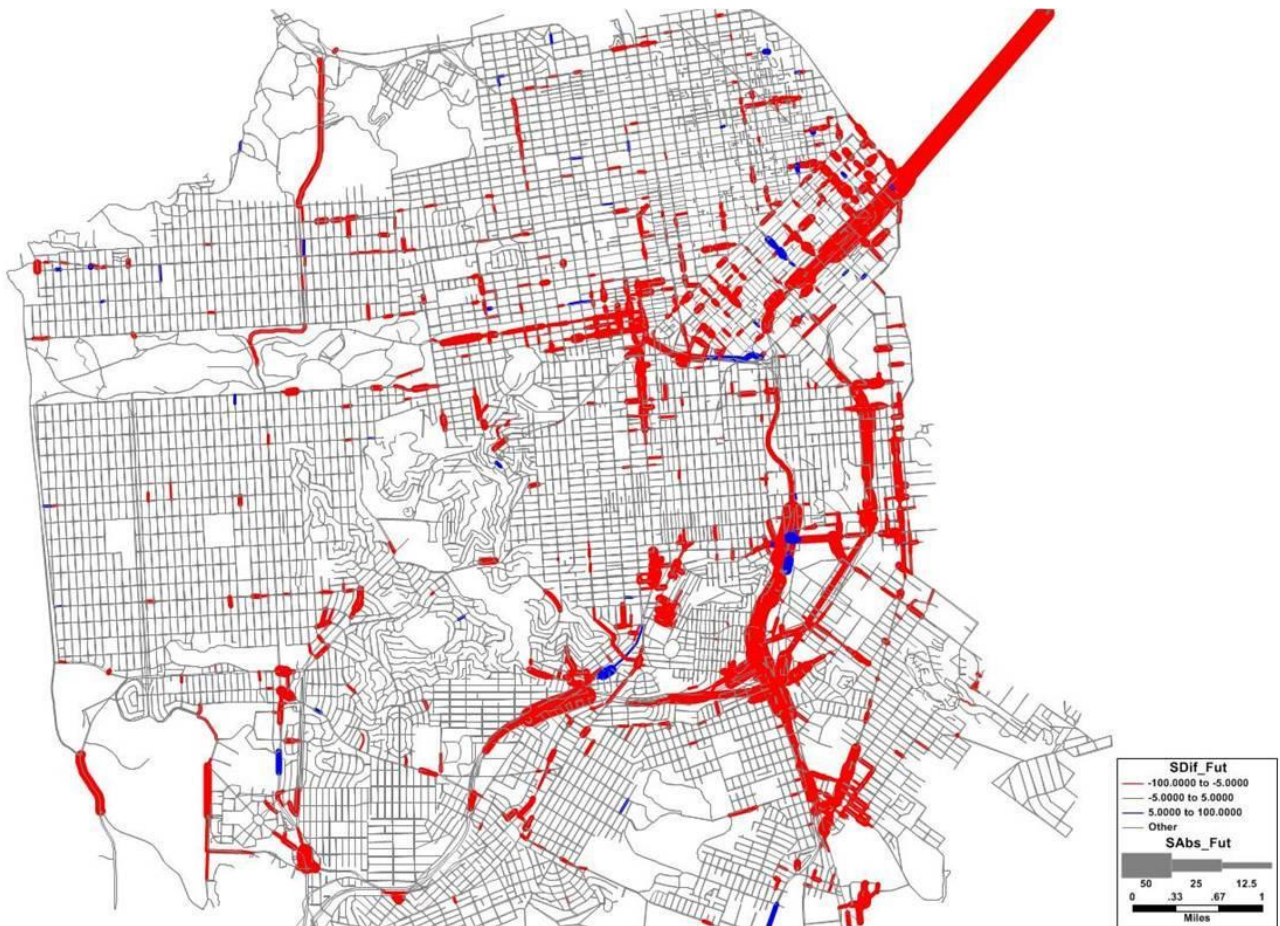 SDif_Fut
-100.0000 to -5.0000
-5.0000 to 5.0000
5.0000 to 100.0000
Other
SAbs_Fut
50 25 12.5
0 .33 .67 1
Miles